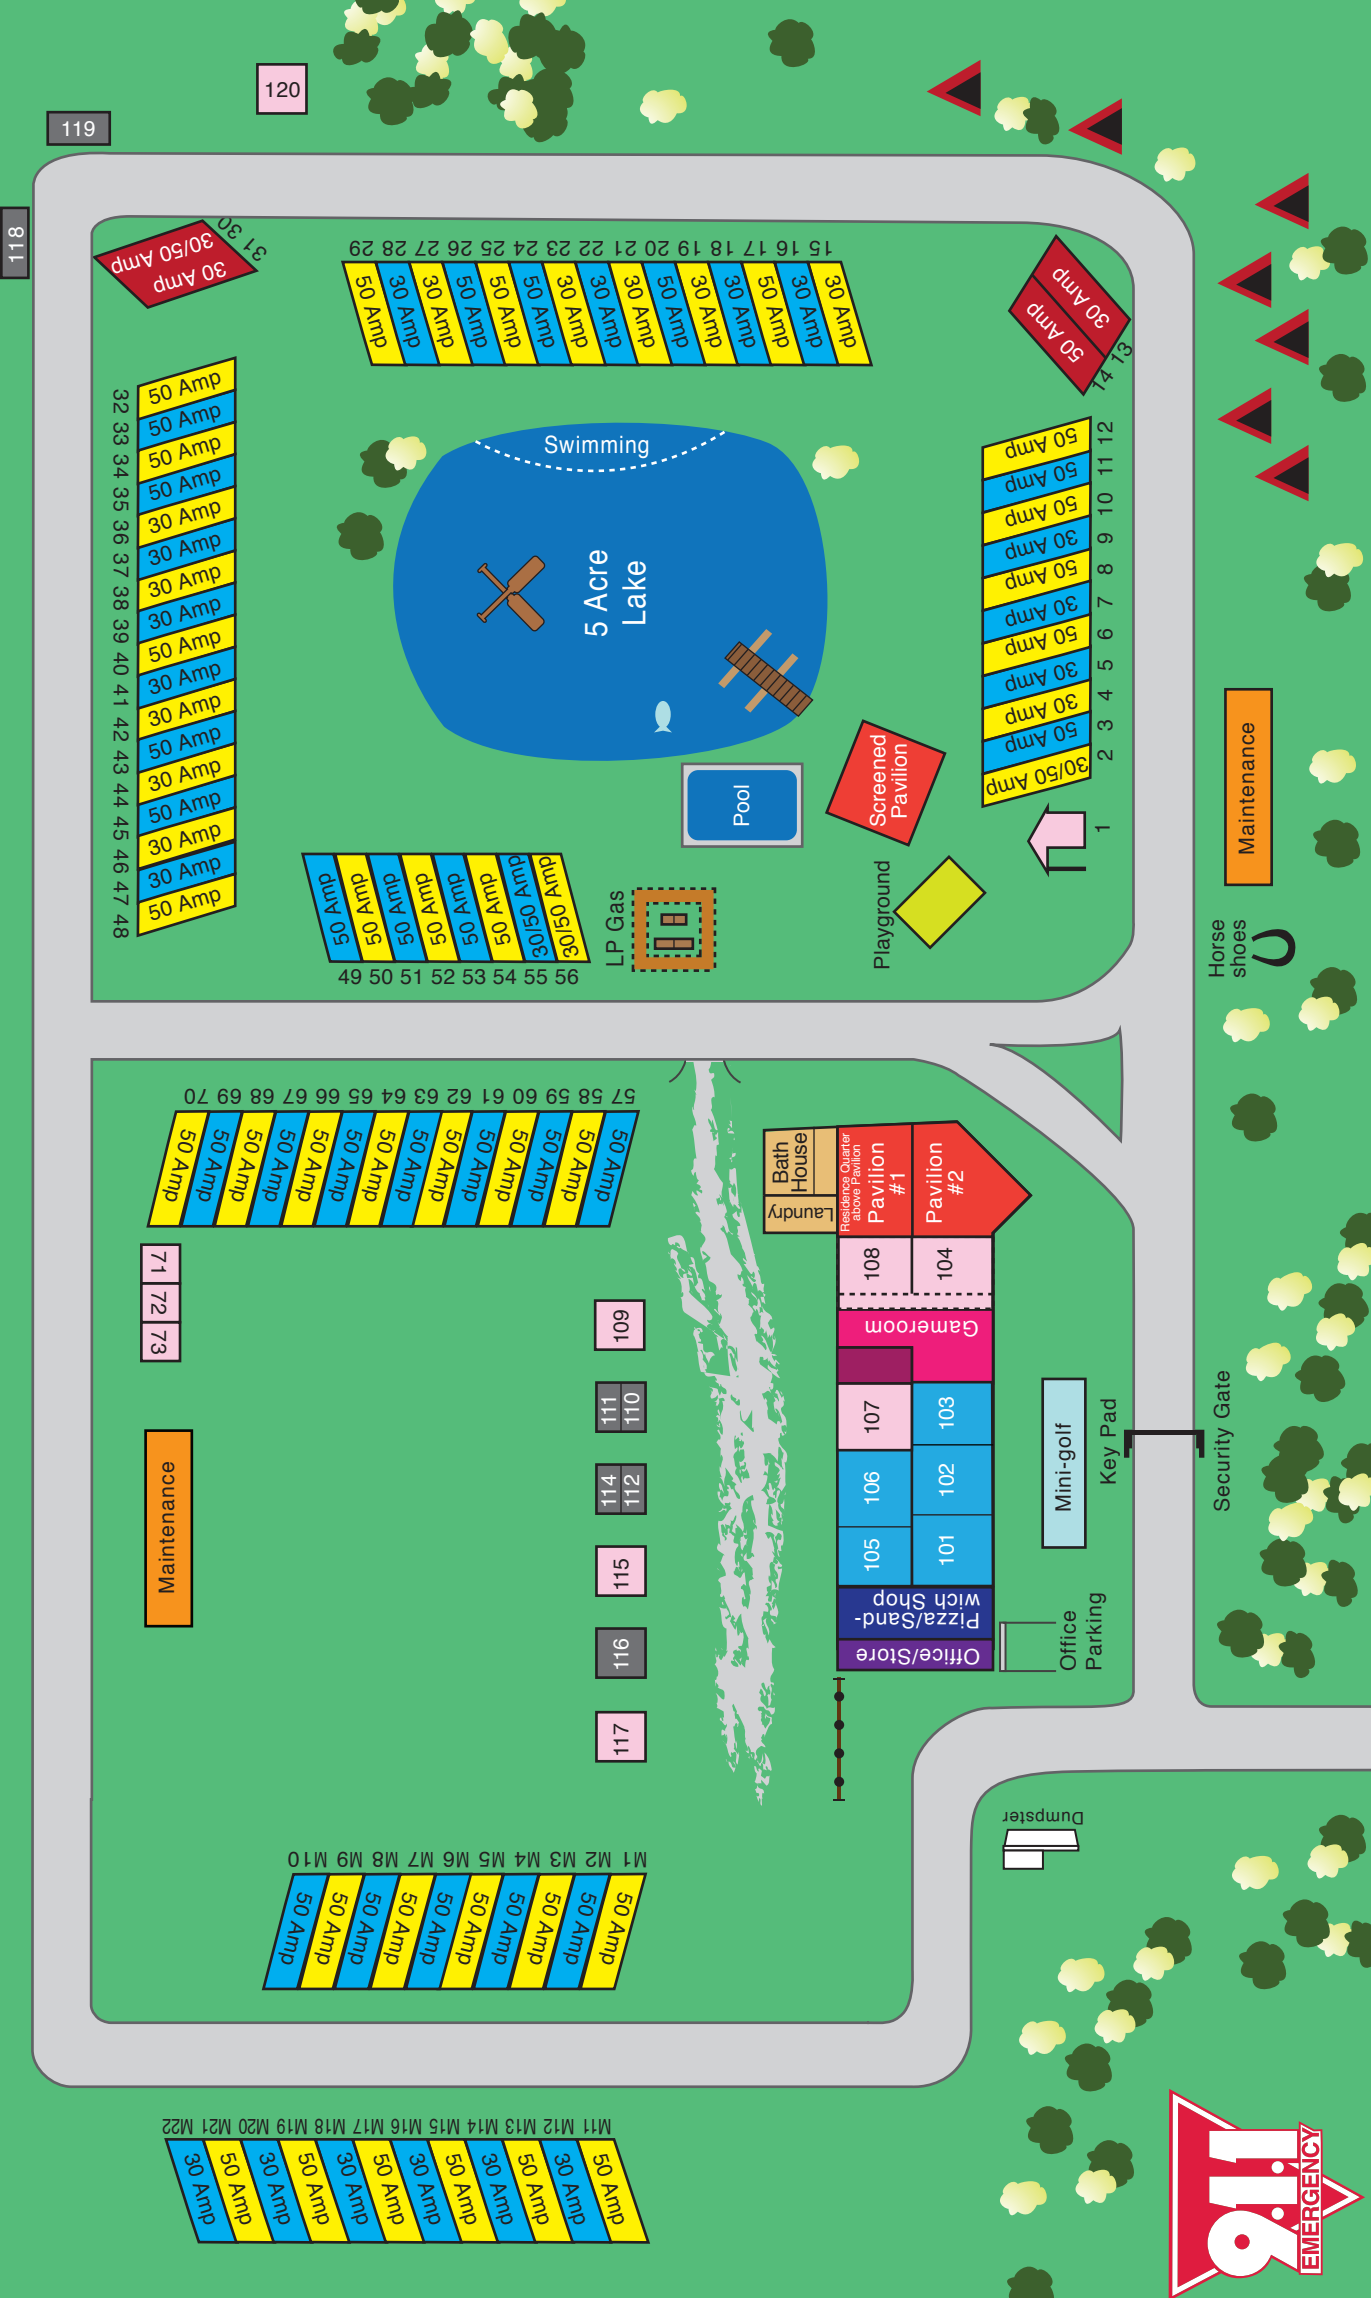 120
119
118
30/50 Amp
30 Amp
30
31
29 28 27 26 25 24 23 22 21 20 19 18 17 16 15
50 Amp
30 Amp
30 Amp
50 Amp
50 Amp
50 Amp
30 Amp
30 Amp
30 Amp
50 Amp
30 Amp
30 Amp
50 Amp
30 Amp
30 Amp
30 Amp
50 Amp
14 13
32 33 34 35 36 37 38 39 40 41 42 43 44 45 46 47 48
50 Amp
50 Amp
50 Amp
50 Amp
30 Amp
30 Amp
30 Amp
30 Amp
50 Amp
30 Amp
30 Amp
50 Amp
30 Amp
50 Amp
30 Amp
30 Amp
50 Amp
Swimming
5 Acre
Lake
50 Amp
50 Amp
50 Amp
30 Amp
50 Amp
30 Amp
50 Amp
30 Amp
30 Amp
50 Amp
30/50 Amp
12
11
10
9
8
7
6
5
4
3
2
1
Pool
Screened
Pavilion
Playground
LP Gas
Maintenance
Horse
shoes
50 Amp
50 Amp
50 Amp
50 Amp
50 Amp
50 Amp
30/50 Amp
30/50 Amp
49 50 51 52 53 54 55 56
70 69 68 67 66 65 64 63 62 61 60 59 58 57
50 Amp
50 Amp
50 Amp
50 Amp
50 Amp
50 Amp
50 Amp
50 Amp
50 Amp
50 Amp
50 Amp
50 Amp
50 Amp
50 Amp
71
72
73
Maintenance
109
111
110
114
112
115
116
117
Bath
House
Laundry
Residence Quarter
above Pavilion
Pavilion
#1
Pavilion
#2
108
104
Gameroom
107
103
106
102
105
101
Pizza/Sand-
wich Shop
Office/Store
Mini-golf
Key Pad
Security Gate
Office
Parking
Dumpster
M10 M9 M8 M7 M6 M5 M4 M3 M2 M1
50 Amp
50 Amp
50 Amp
50 Amp
50 Amp
50 Amp
50 Amp
50 Amp
50 Amp
50 Amp
M22 M21 M20 M19 M18 M17 M16 M15 M14 M13 M12 M11
30 Amp
50 Amp
30 Amp
50 Amp
30 Amp
50 Amp
30 Amp
50 Amp
30 Amp
50 Amp
30 Amp
50 Amp
9.1.1
EMERGENCY